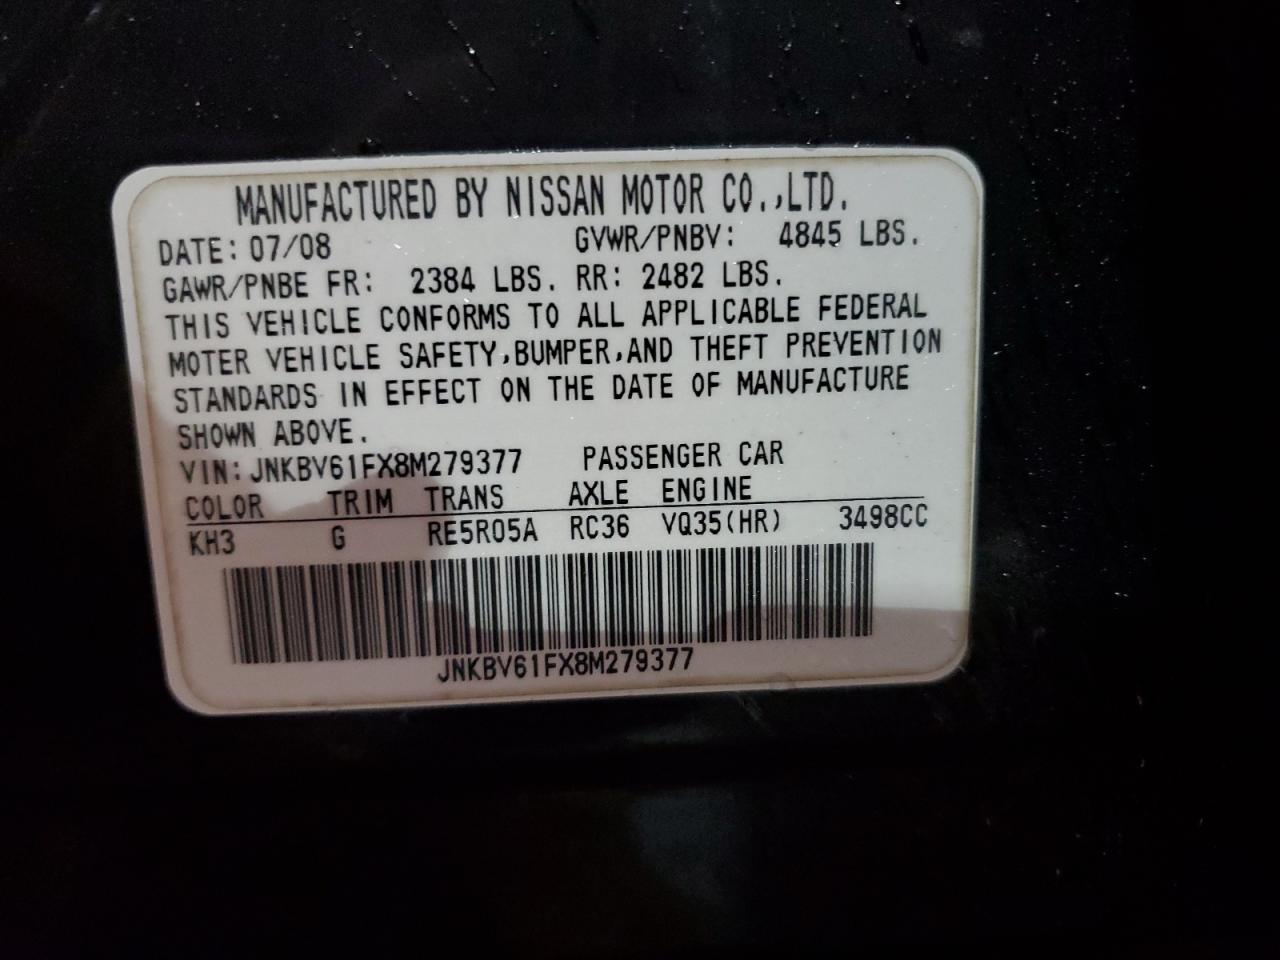 MANUFACTURED BY NISSAN MOTOR CO.,LTD.
DATE: 07/08 GVWR/PNBV: 4845 LBS.
GAWR/PNBE FR: 2384 LBS. RR: 2482 LBS.
THIS VEHICLE CONFORMS TO ALL APPLICABLE FEDERAL
MOTER VEHICLE SAFETY,BUMPER,AND THEFT PREVENTION
STANDARDS IN EFFECT ON THE DATE OF MANUFACTURE
SHOWN ABOVE.
VIN: JNKBV61FX8M279377 PASSENGER CAR
COLOR TRIM TRANS AXLE ENGINE
KH3 G RE5R05A RC36 VQ35(HR) 3498CC
JNKBV61FX8M279377